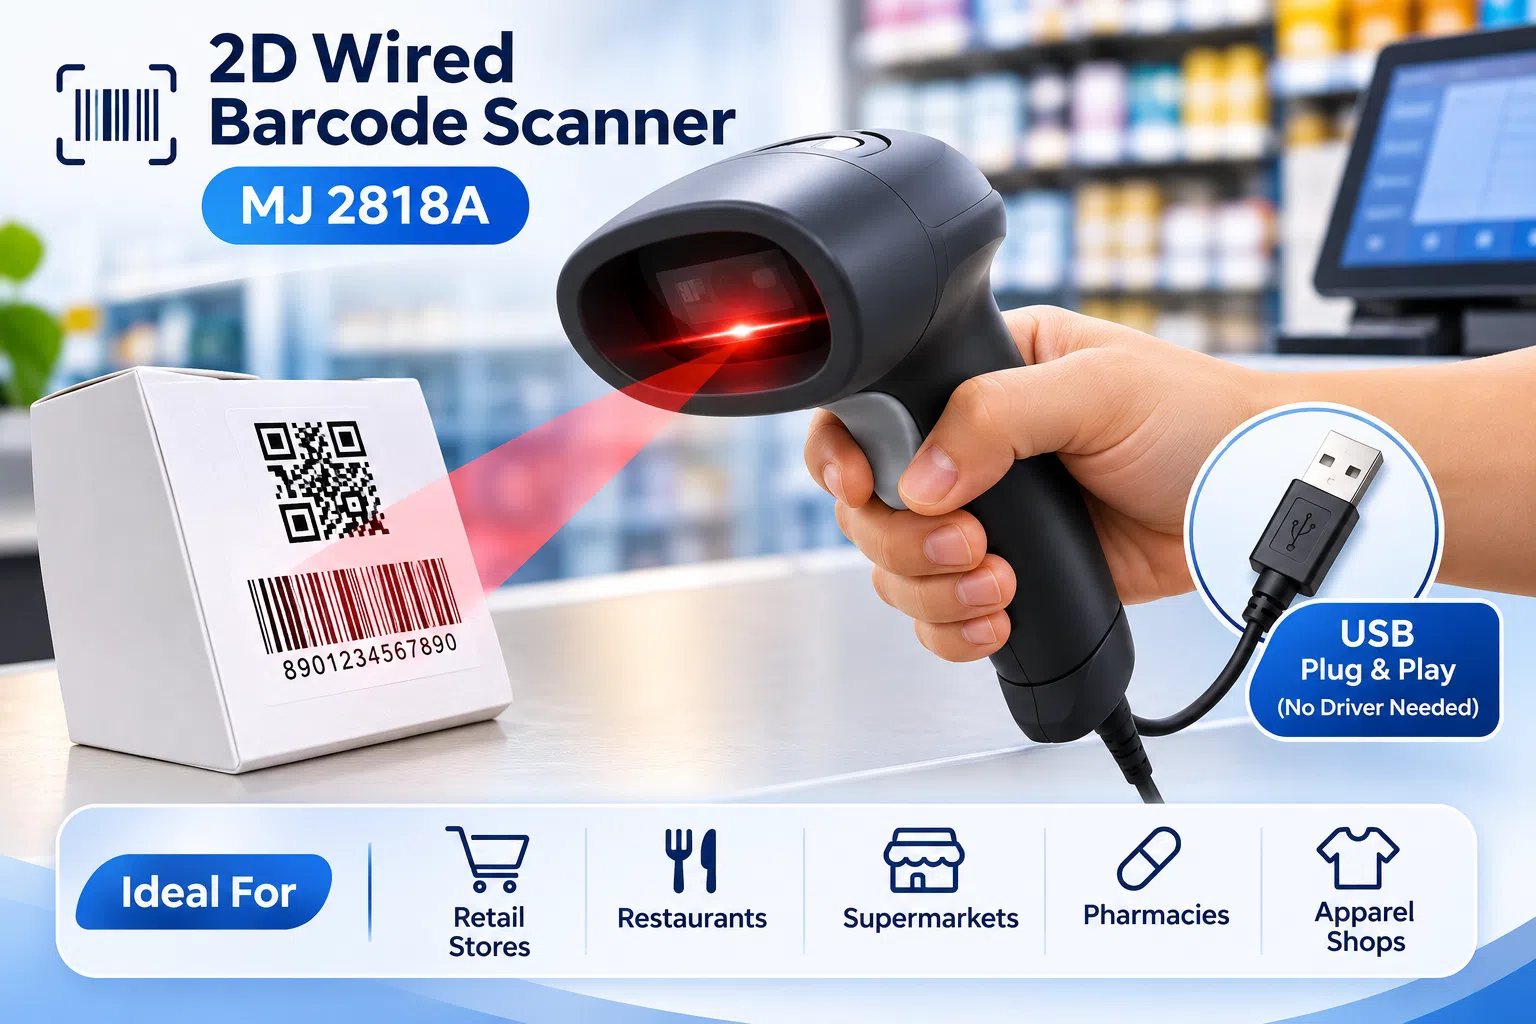 2D Wired
Barcode Scanner
MJ 2818A
8901234567890
USB
Plug & Play
(No Driver Needed)
Ideal For
Retail
Stores
Restaurants
Supermarkets
Pharmacies
Apparel
Shops